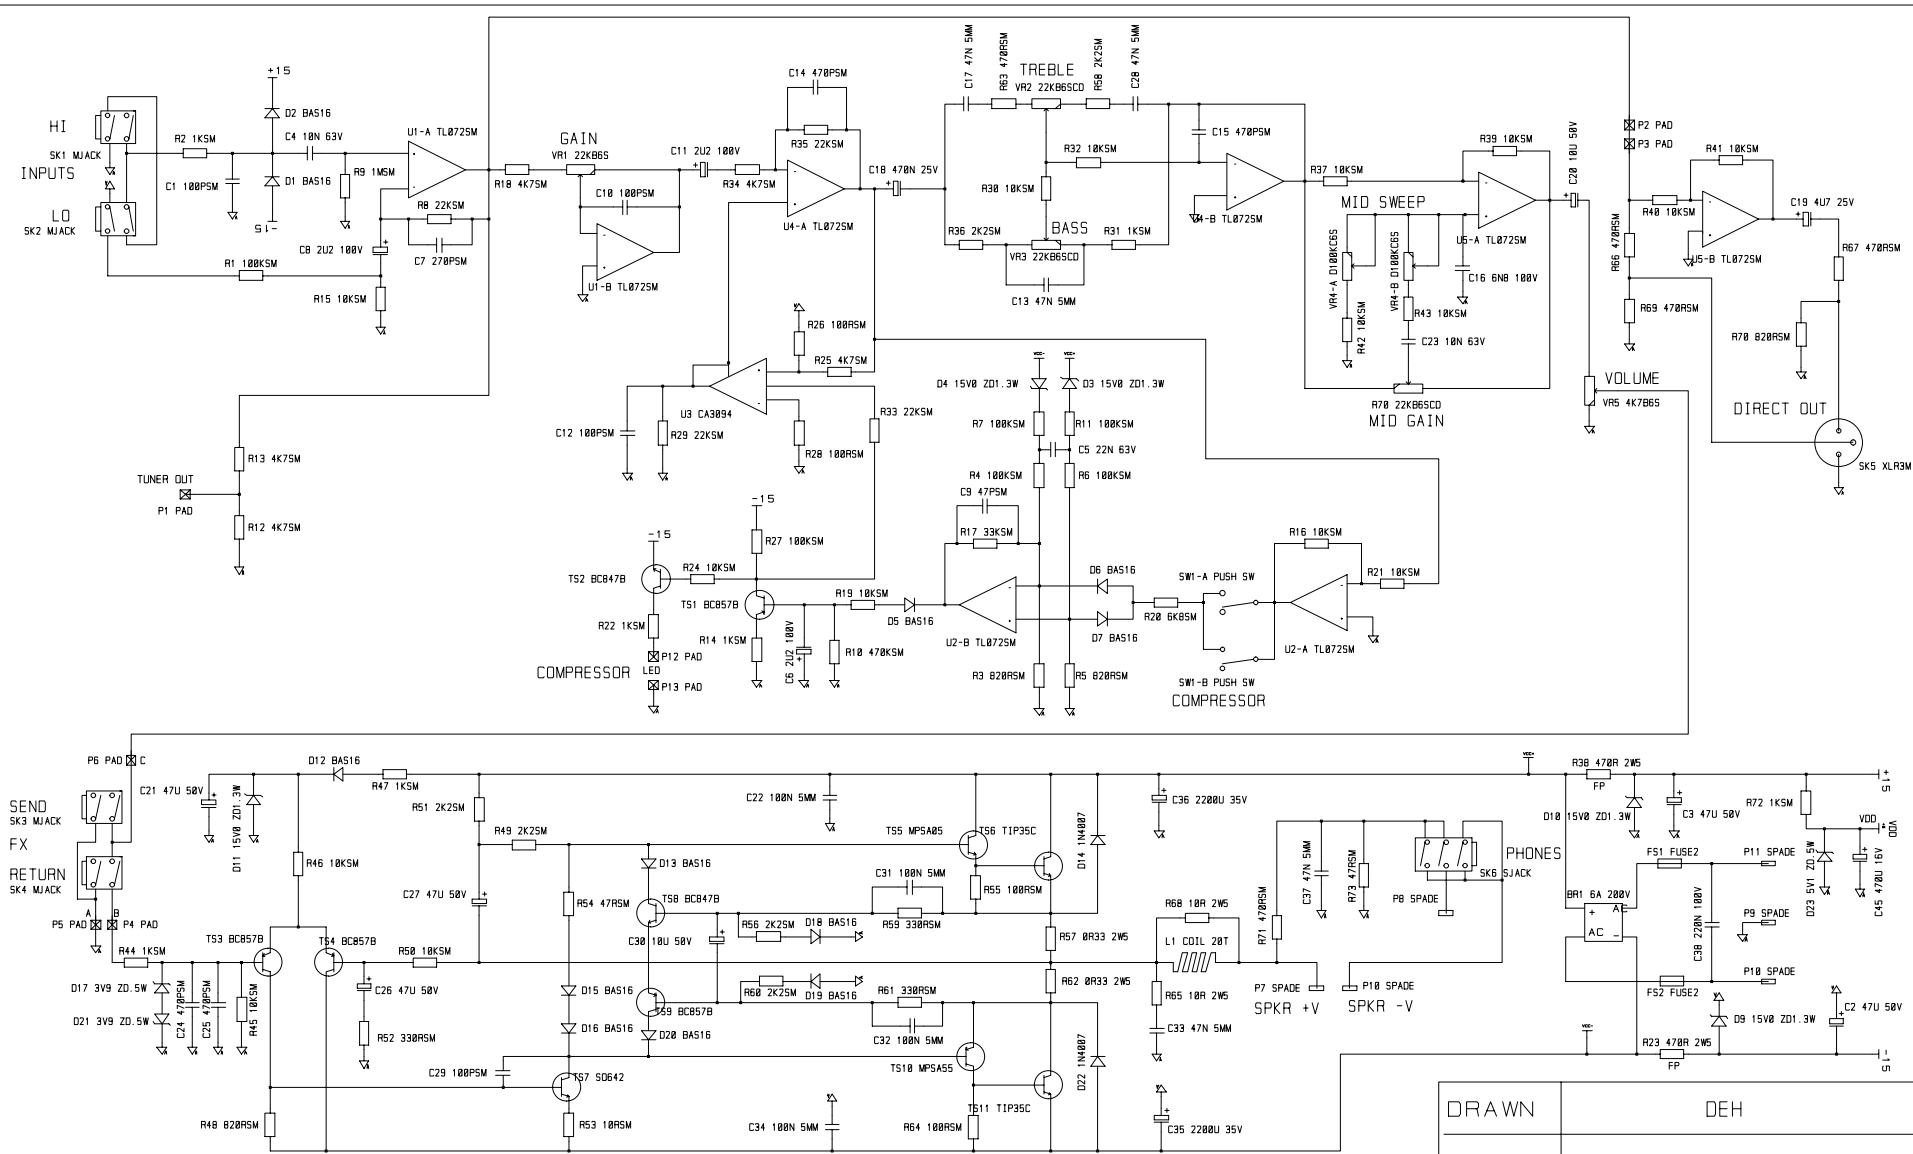 HI
SK1 MJACK
INPUTS
LO
SK2 MJACK
+15
D2 BAS16
R2 1KSM
C4 10N 63V
U1-A TL072SM
C1 100PSM
D1 BAS16
R9 1MSM
-15
R8 22KSM
C8 2U2 100V
C7 270PSM
R1 100KSM
R15 10KSM
R18 4K7SM
GAIN
VR1 22KB6S
C10 100PSM
U1-B TL072SM
C11 2U2 100V
R34 4K7SM
C14 470PSM
R35 22KSM
U4-A TL072SM
C18 470N 25V
C17 47N 5MM
R63 470RSM
TREBLE
VR2 22KB6SCD
R58 2K2SM
C28 47N 5MM
R32 10KSM
C15 470PSM
R30 10KSM
U4-B TL072SM
BASS
R36 2K2SM
R31 1KSM
VR3 22KB6SCD
C13 47N 5MM
R37 10KSM
R39 10KSM
MID SWEEP
U5-A TL072SM
VR4-A D100KC6S
VR4-B D100KC6S
C16 6N8 100V
R43 10KSM
R42 10KSM
C23 10N 63V
R70 22KB6SCD
MID GAIN
C20 10U 50V
P2 PAD
P3 PAD
R41 10KSM
R40 10KSM
U5-B TL072SM
C19 4U7 25V
R66 470RSM
R67 470RSM
R69 470RSM
R70 820RSM
VOLUME
VR5 4K7B6S
DIRECT OUT
SK5 XLR3M
R26 100RSM
R25 4K7SM
U3 CA3094
R33 22KSM
C12 100PSM
R29 22KSM
R28 100RSM
VDD-
VDD-
D4 15V0 ZD1.3W
D3 15V0 ZD1.3W
R7 100KSM
R11 100KSM
C5 22N 63V
R4 100KSM
R6 100KSM
R13 4K7SM
TUNER OUT
P1 PAD
R12 4K7SM
C9 47PSM
R17 33KSM
-15
R27 100KSM
-15
R24 10KSM
TS2 BC847B
TS1 BC857B
R19 10KSM
D5 BAS16
U2-B TL072SM
D6 BAS16
D7 BAS16
SW1-A PUSH SW
R20 6K8SM
R16 10KSM
R21 10KSM
U2-A TL072SM
R22 1KSM
R14 1KSM
C6 2U2 100V
R10 470KSM
R3 820RSM
R5 820RSM
SW1-B PUSH SW
COMPRESSOR
P12 PAD
COMPRESSOR LED
P13 PAD
P6 PAD C
SEND
SK3 MJACK
FX
RETURN
SK4 MJACK
A
B
P5 PAD
P4 PAD
R44 1KSM
D17 3V9 ZD.5W
D21 3V9 ZD.5W
C24 470PSM
C25 470PSM
R45 10KSM
C21 47U 50V
D11 15V0 ZD1.3W
D12 BAS16
R47 1KSM
R46 10KSM
R51 2K2SM
R49 2K2SM
C27 47U 50V
TS3 BC857B
TS4 BC857B
R50 10KSM
C26 47U 50V
R52 330RSM
C29 100PSM
R48 820RSM
TS7 SD642
R53 10RSM
R54 47RSM
D13 BAS16
TS8 BC847B
C30 10U 50V
D15 BAS16
D16 BAS16
TS9 BC857B
D20 BAS16
C22 100N 5MM
TS5 MPSA05
TS6 TIP35C
C31 100N 5MM
R56 2K2SM
D18 BAS16
R59 330RSM
R55 100RSM
D14 1N4007
R57 0R33 2W5
R62 0R33 2W5
R60 2K2SM
D19 BAS16
R61 330RSM
C32 100N 5MM
TS10 MPSA55
TS11 TIP35C
D22 1N4007
C34 100N 5MM
R64 100RSM
C36 2200U 35V
C35 2200U 35V
R68 10R 2W5
L1 COIL 20T
R65 10R 2W5
C33 47N 5MM
R71 470RSM
C37 47N 5MM
R73 47RSM
P7 SPADE
SPKR +V
P10 SPADE
SPKR -V
P8 SPADE
SK6 SJACK
PHONES
VDD-
R38 470R 2W5
FP
D10 15V0 ZD1.3W
C3 47U 50V
R72 1KSM
+15
VDD
VDD
FS1 FUSE2
BR1 6A 200V
+ AC
AC -
C38 220N 100V
FS2 FUSE2
P11 SPADE
P9 SPADE
P10 SPADE
D23 5V1 ZD.5W
C45 470U 16V
D9 15V0 ZD1.3W
C2 47U 50V
VDD-
R23 470R 2W5
FP
-15
DRAWN
DEH